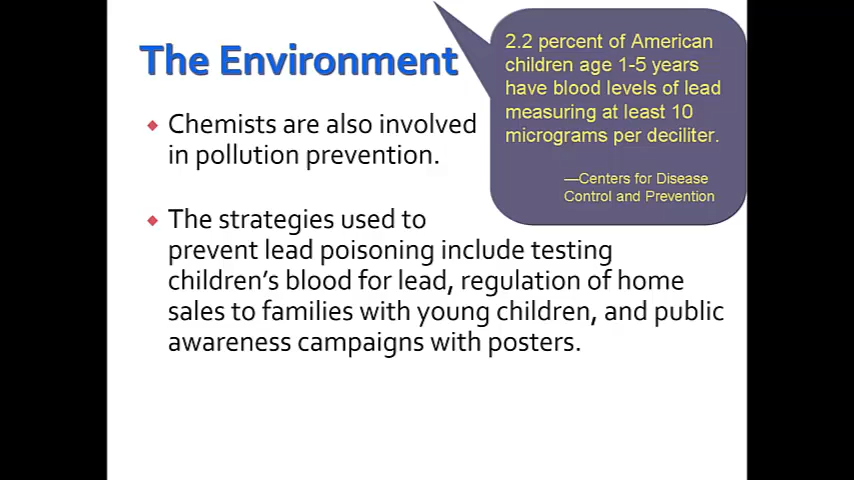 The Environment
2.2 percent of American
children age 1-5 years
have blood levels of lead
measuring at least 10
micrograms per deciliter.
—Centers for Disease
Control and Prevention
Chemists are also involved
in pollution prevention.
The strategies used to
prevent lead poisoning include testing
children’s blood for lead, regulation of home
sales to families with young children, and public
awareness campaigns with posters.